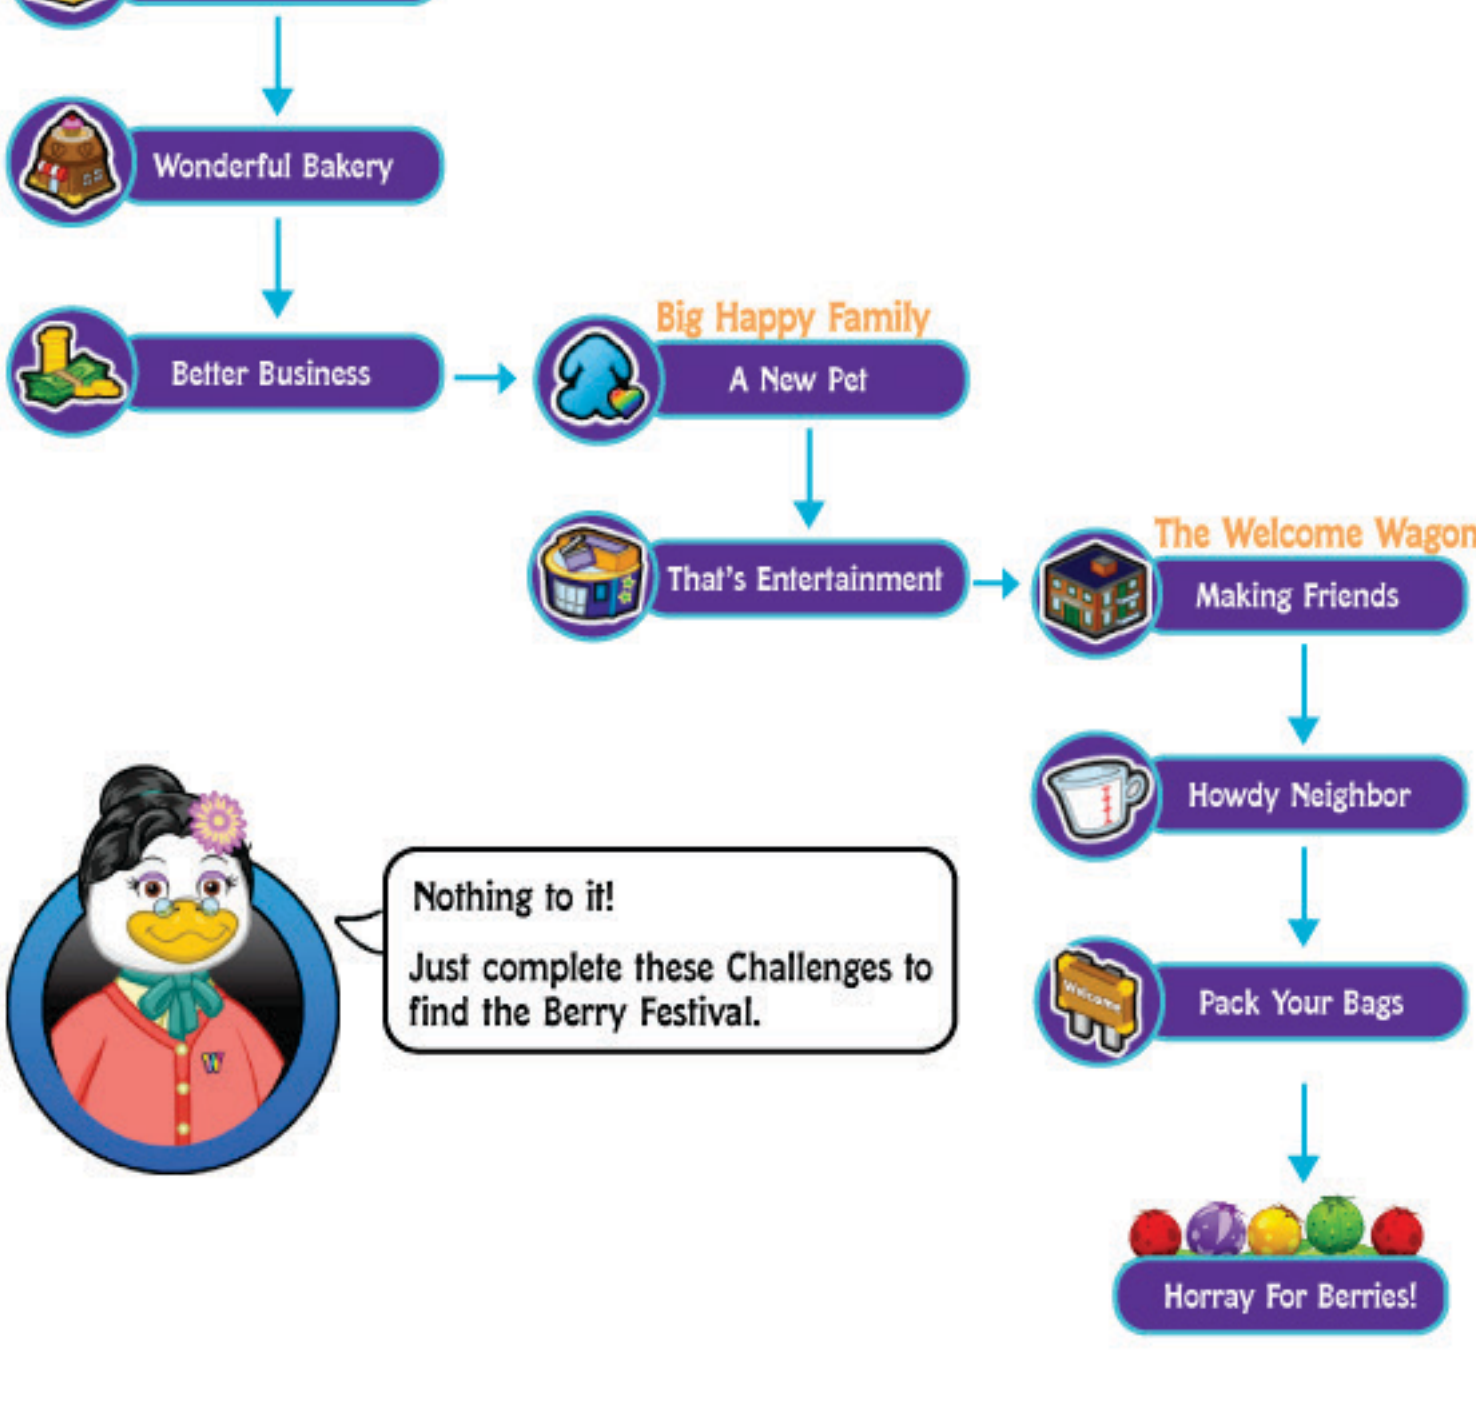 Wonderful Bakery
Better Business
Big Happy Family
A New Pet
That's Entertainment
The Welcome Wagon
Making Friends
Howdy Neighbor
Welcome
Pack Your Bags
Horray For Berries!
Nothing to it!
Just complete these Challenges to
find the Berry Festival.
W